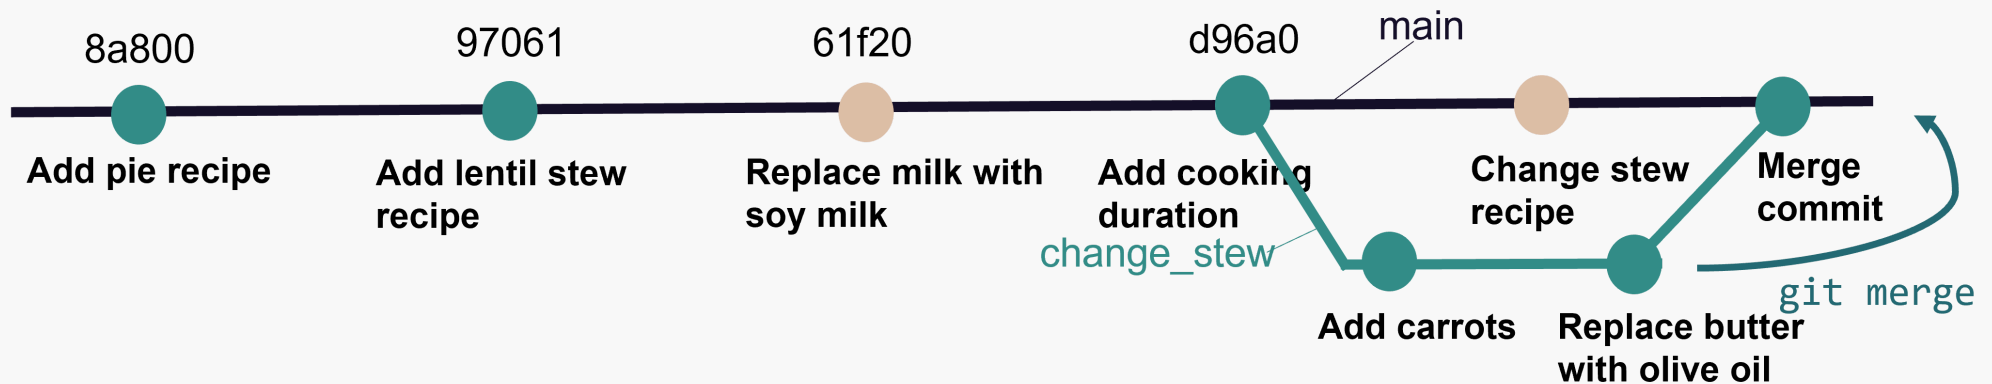 8a800
97061
61f20
d96a0
main
Add pie recipe
Add lentil stew
recipe
Replace milk with
soy milk
Add cooking
duration
Change stew
recipe
Merge
commit
change_stew
git merge
Add carrots
Replace butter
with olive oil